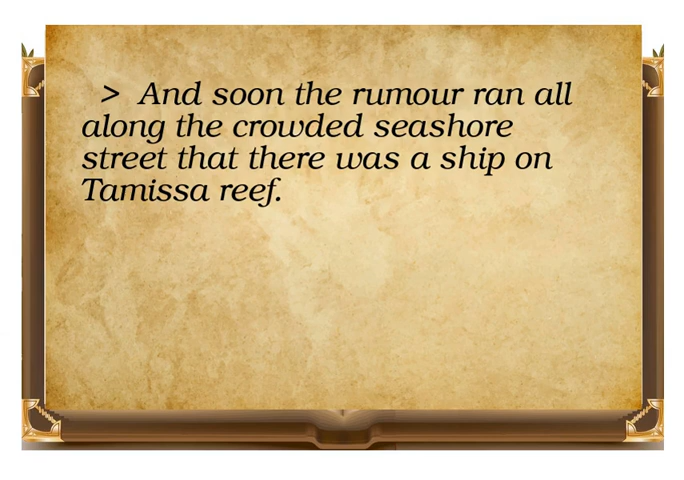 > And soon the rumour ran all
along the crowded seashore
street that there was a ship on
Tamissa reef.